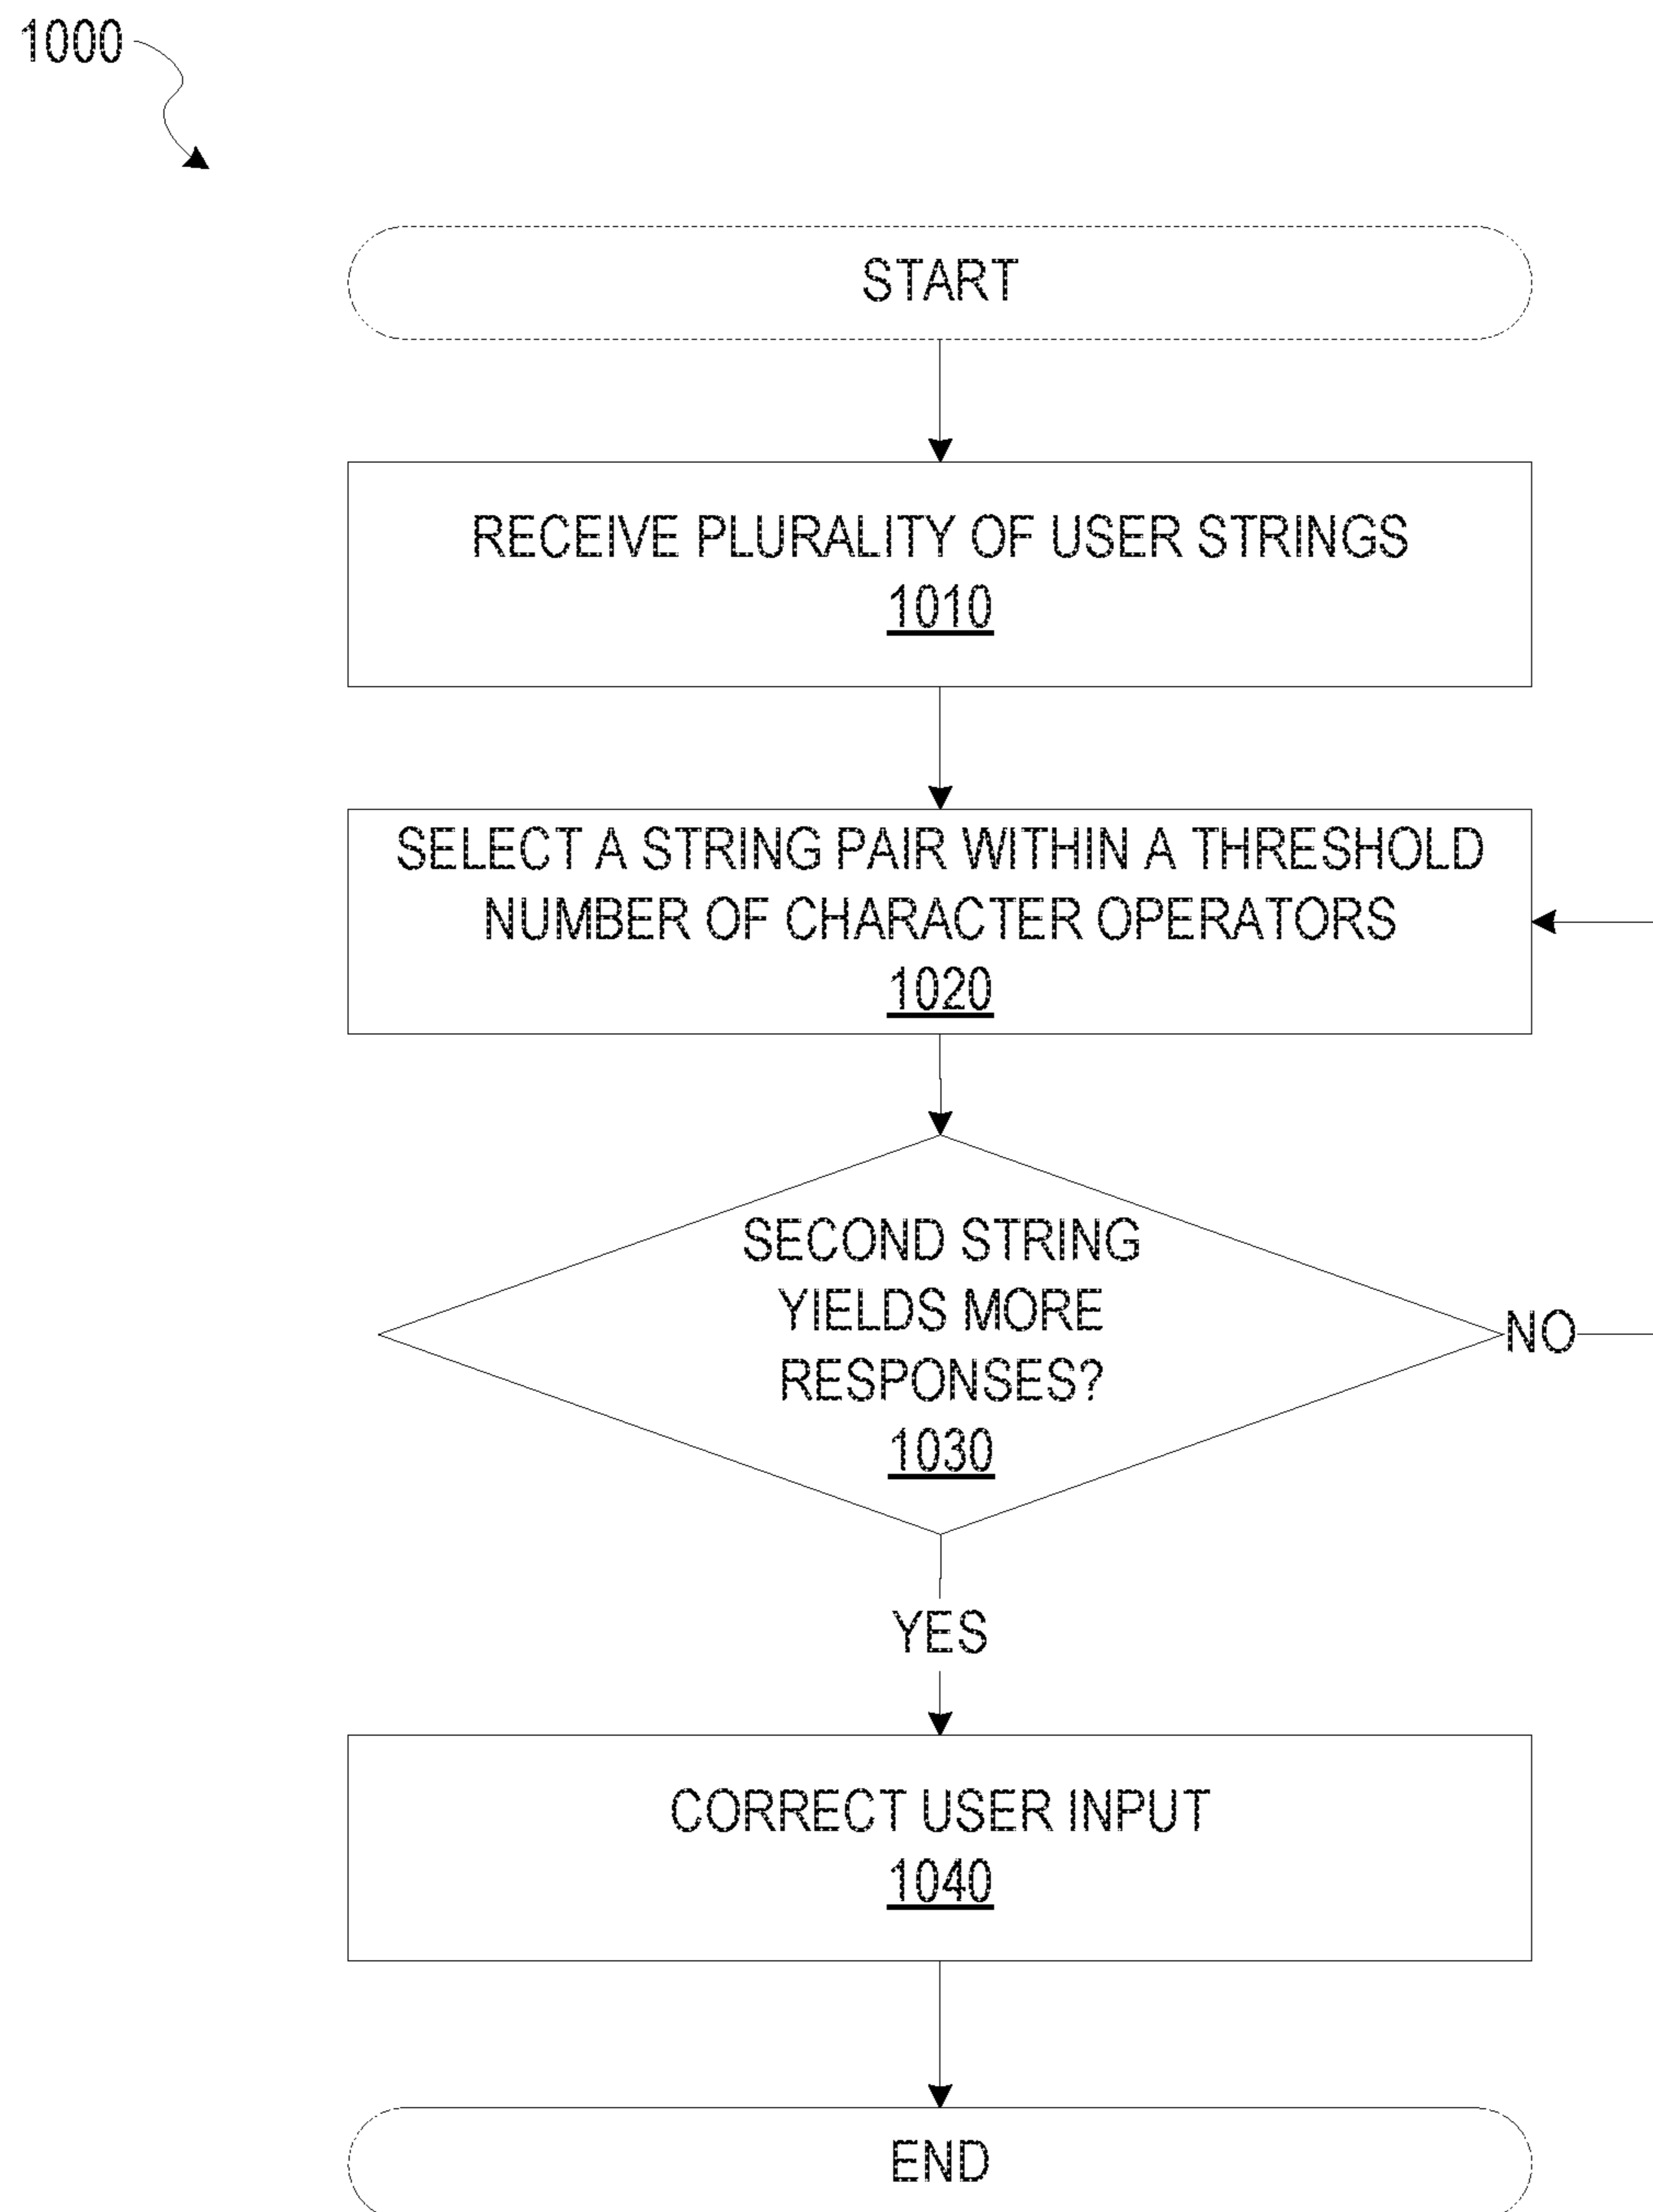 1000
START
RECEIVE PLURALITY OF USER STRINGS
1010
SELECT A STRING PAIR WITHIN A THRESHOLD
NUMBER OF CHARACTER OPERATORS
1020
SECOND STRING
YIELDS MORE
RESPONSES?
1030
NO
YES
CORRECT USER INPUT
1040
END